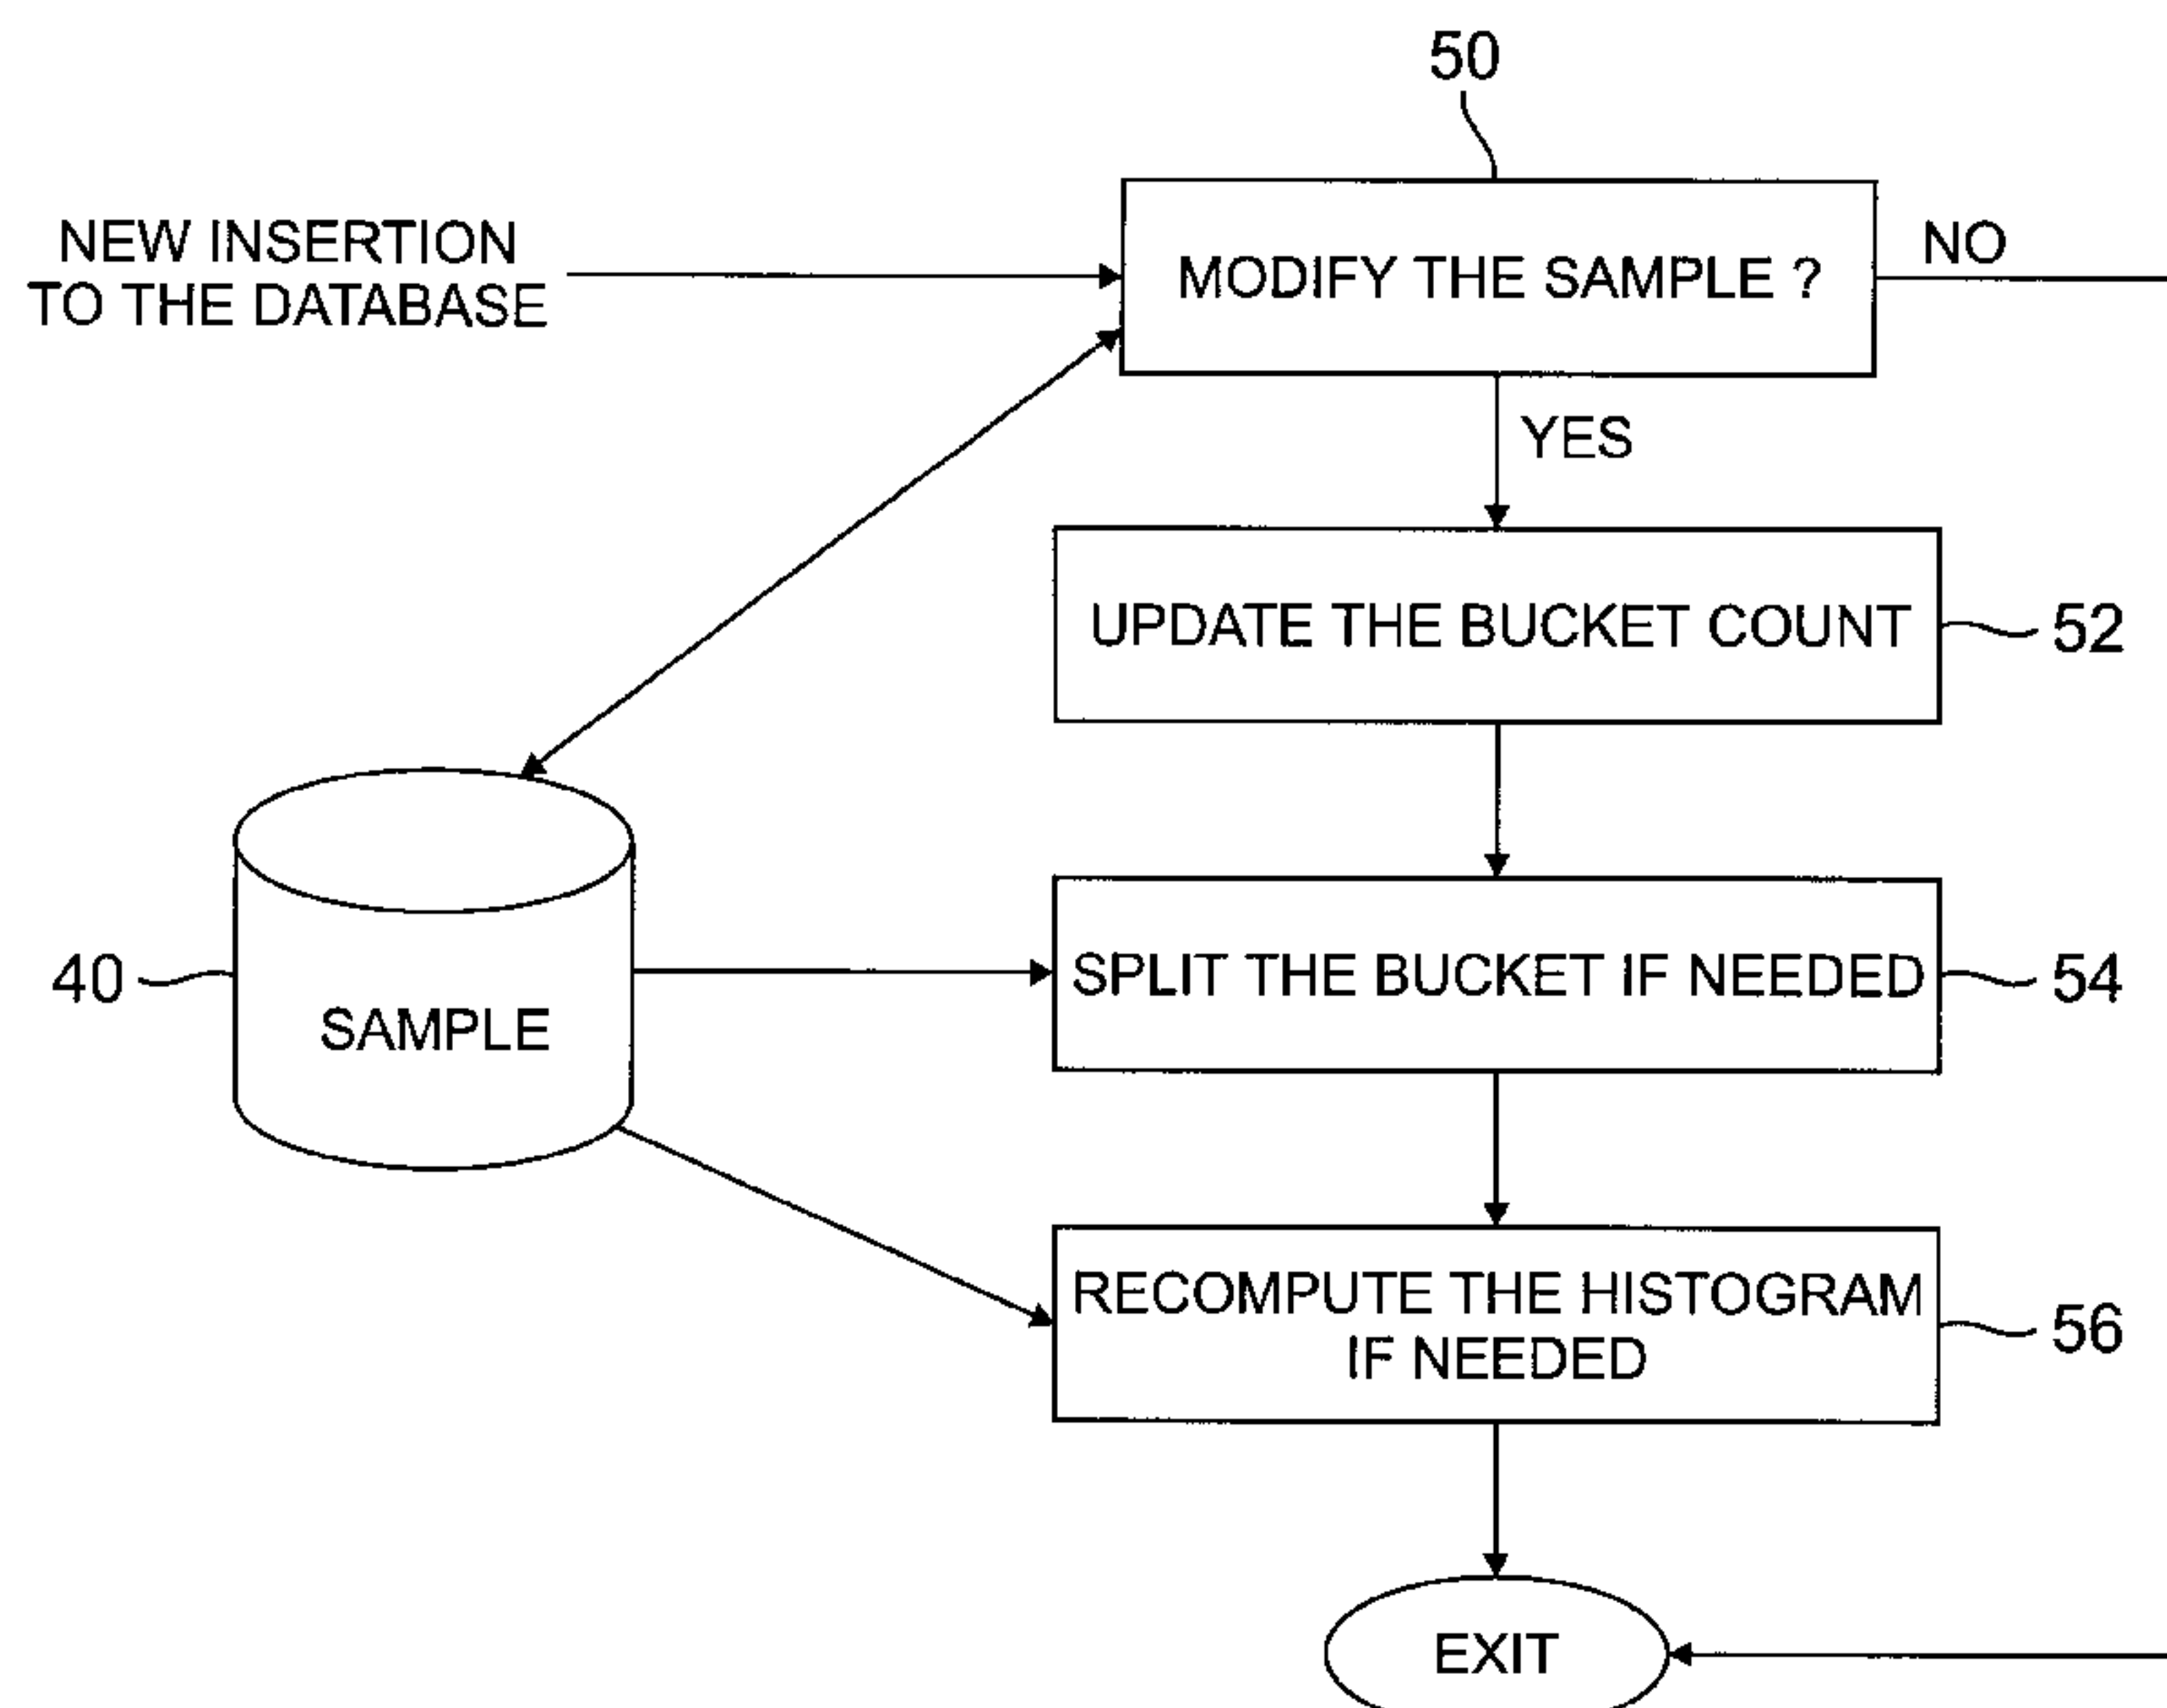 50
NEW INSERTION
TO THE DATABASE
MODIFY THE SAMPLE ?
NO
YES
UPDATE THE BUCKET COUNT
52
40
SAMPLE
SPLIT THE BUCKET IF NEEDED
54
RECOMPUTE THE HISTOGRAM
IF NEEDED
56
EXIT